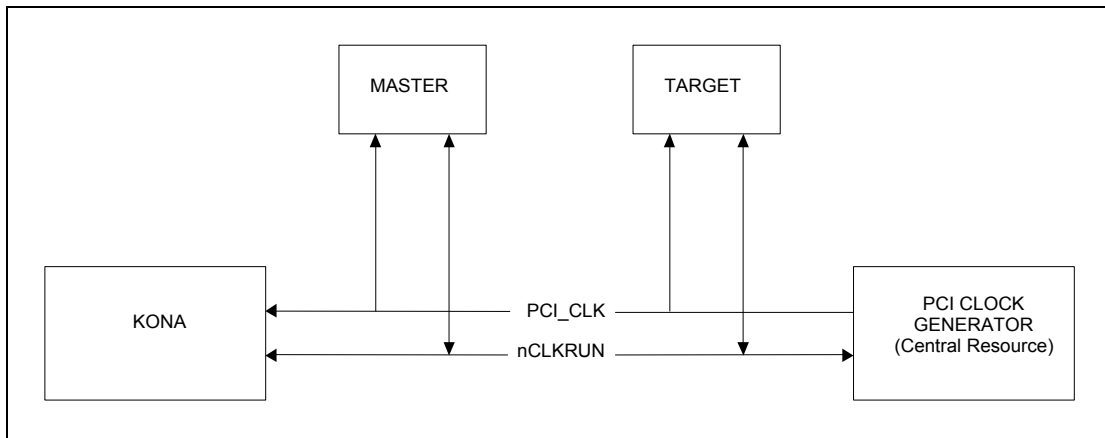 MASTER
TARGET
KONA
PCI_CLK
nCLKRUN
PCI CLOCK
GENERATOR
(Central Resource)